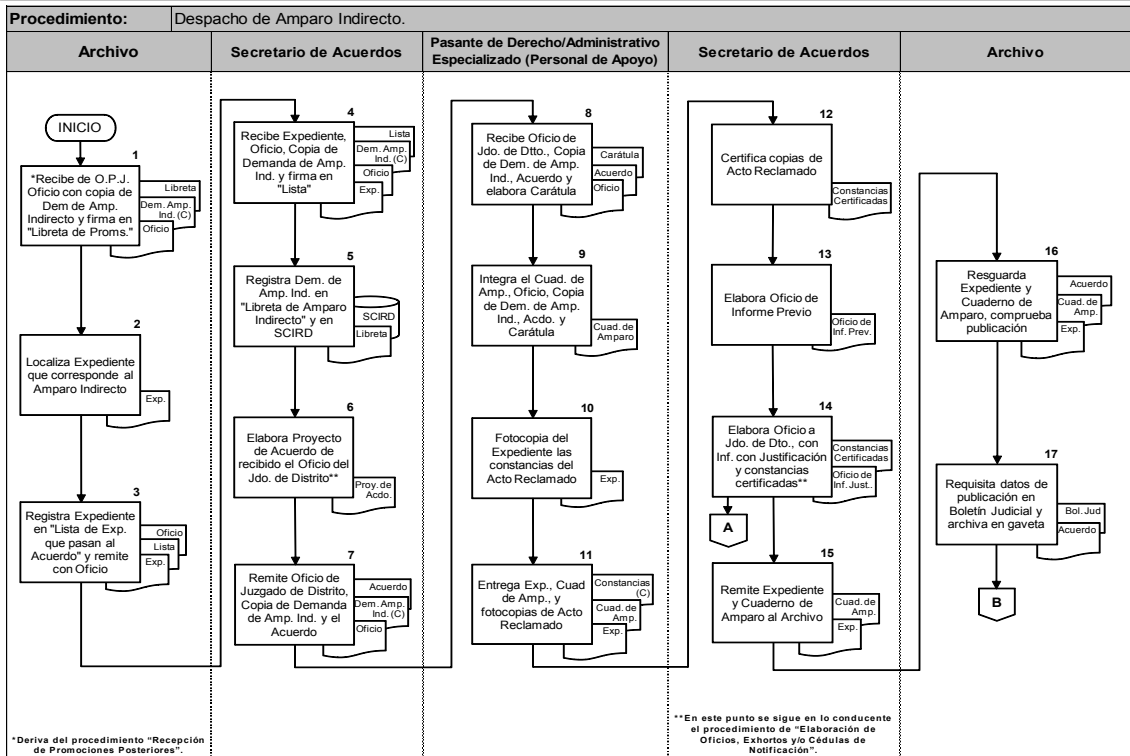 Procedimiento: Despacho de Amparo Indirecto.
Archivo
Secretario de Acuerdos
Pasante de Derecho/Administrativo
Especializado (Personal de Apoyo)
Secretario de Acuerdos
Archivo
INICIO
1
*Recibe de O.P.J.
Oficio con copia de
Dem de Amp.
Indirecto y firma en
"Libreta de Proms."
Libreta
Dem. Amp.
Ind. (C)
Oficio
2
Localiza Expediente
que corresponde al
Amparo Indirecto
Exp.
3
Registra Expediente
en "Lista de Exp.
que pasan al
Acuerdo" y remite
con Oficio
Oficio
Lista
Exp.
*Deriva del procedimiento "Recepción
de Promociones Posteriores".
4
Recibe Expediente,
Oficio, Copia de
Demanda de Amp.
Ind. y firma en
"Lista"
Lista
Dem. Amp.
Ind. (C)
Oficio
Exp.
5
Registra Dem. de
Amp. Ind. en
"Libreta de Amparo
Indirecto" y en
SCIRD
SCIRD
Libreta
6
Elabora Proyecto
de Acuerdo de
recibido el Oficio del
Jdo. de Distrito**
Proy. de
Acdo.
7
Remite Oficio de
Juzgado de Distrito,
Copia de Demanda
de Amp. Ind. y el
Acuerdo
Acuerdo
Dem. Amp.
Ind. (C)
Oficio
8
Recibe Oficio de
Jdo. de Dtto., Copia
de Dem. de Amp.
Ind., Acuerdo y
elabora Carátula
Carátula
Acuerdo
Oficio
9
Integra el Cuad. de
Amp., Oficio, Copia
de Dem. de Amp.
Ind., Acdo. y
Carátula
Cuad. de
Amparo
10
Fotocopia del
Expediente las
constancias del
Acto Reclamado
Exp.
11
Entrega Exp., Cuad
de Amp., y
fotocopias de Acto
Reclamado
Constancias
(C)
Cuad. de
Amp.
Exp.
12
Certifica copias de
Acto Reclamado
Constancias
Certificadas
13
Elabora Oficio de
Informe Previo
Oficio de
Inf. Prev.
14
Elabora Oficio a
Jdo. de Dto., con
Inf. con Justificación
y constancias
certificadas**
Constancias
Certificadas
Oficio de
Inf. Just..
A
15
Remite Expediente
y Cuaderno de
Amparo al Archivo
Cuad. de
Amp.
Exp.
**En este punto se sigue en lo conducente
el procedimiento de "Elaboración de
Oficios, Exhortos y/o Cédulas de
Notificación".
16
Resguarda
Expediente y
Cuaderno de
Amparo, comprueba
publicación
Acuerdo
Cuad. de
Amp.
Exp.
17
Requisita datos de
publicación en
Boletín Judicial y
archiva en gaveta
Bol. Jud
Acuerdo
B